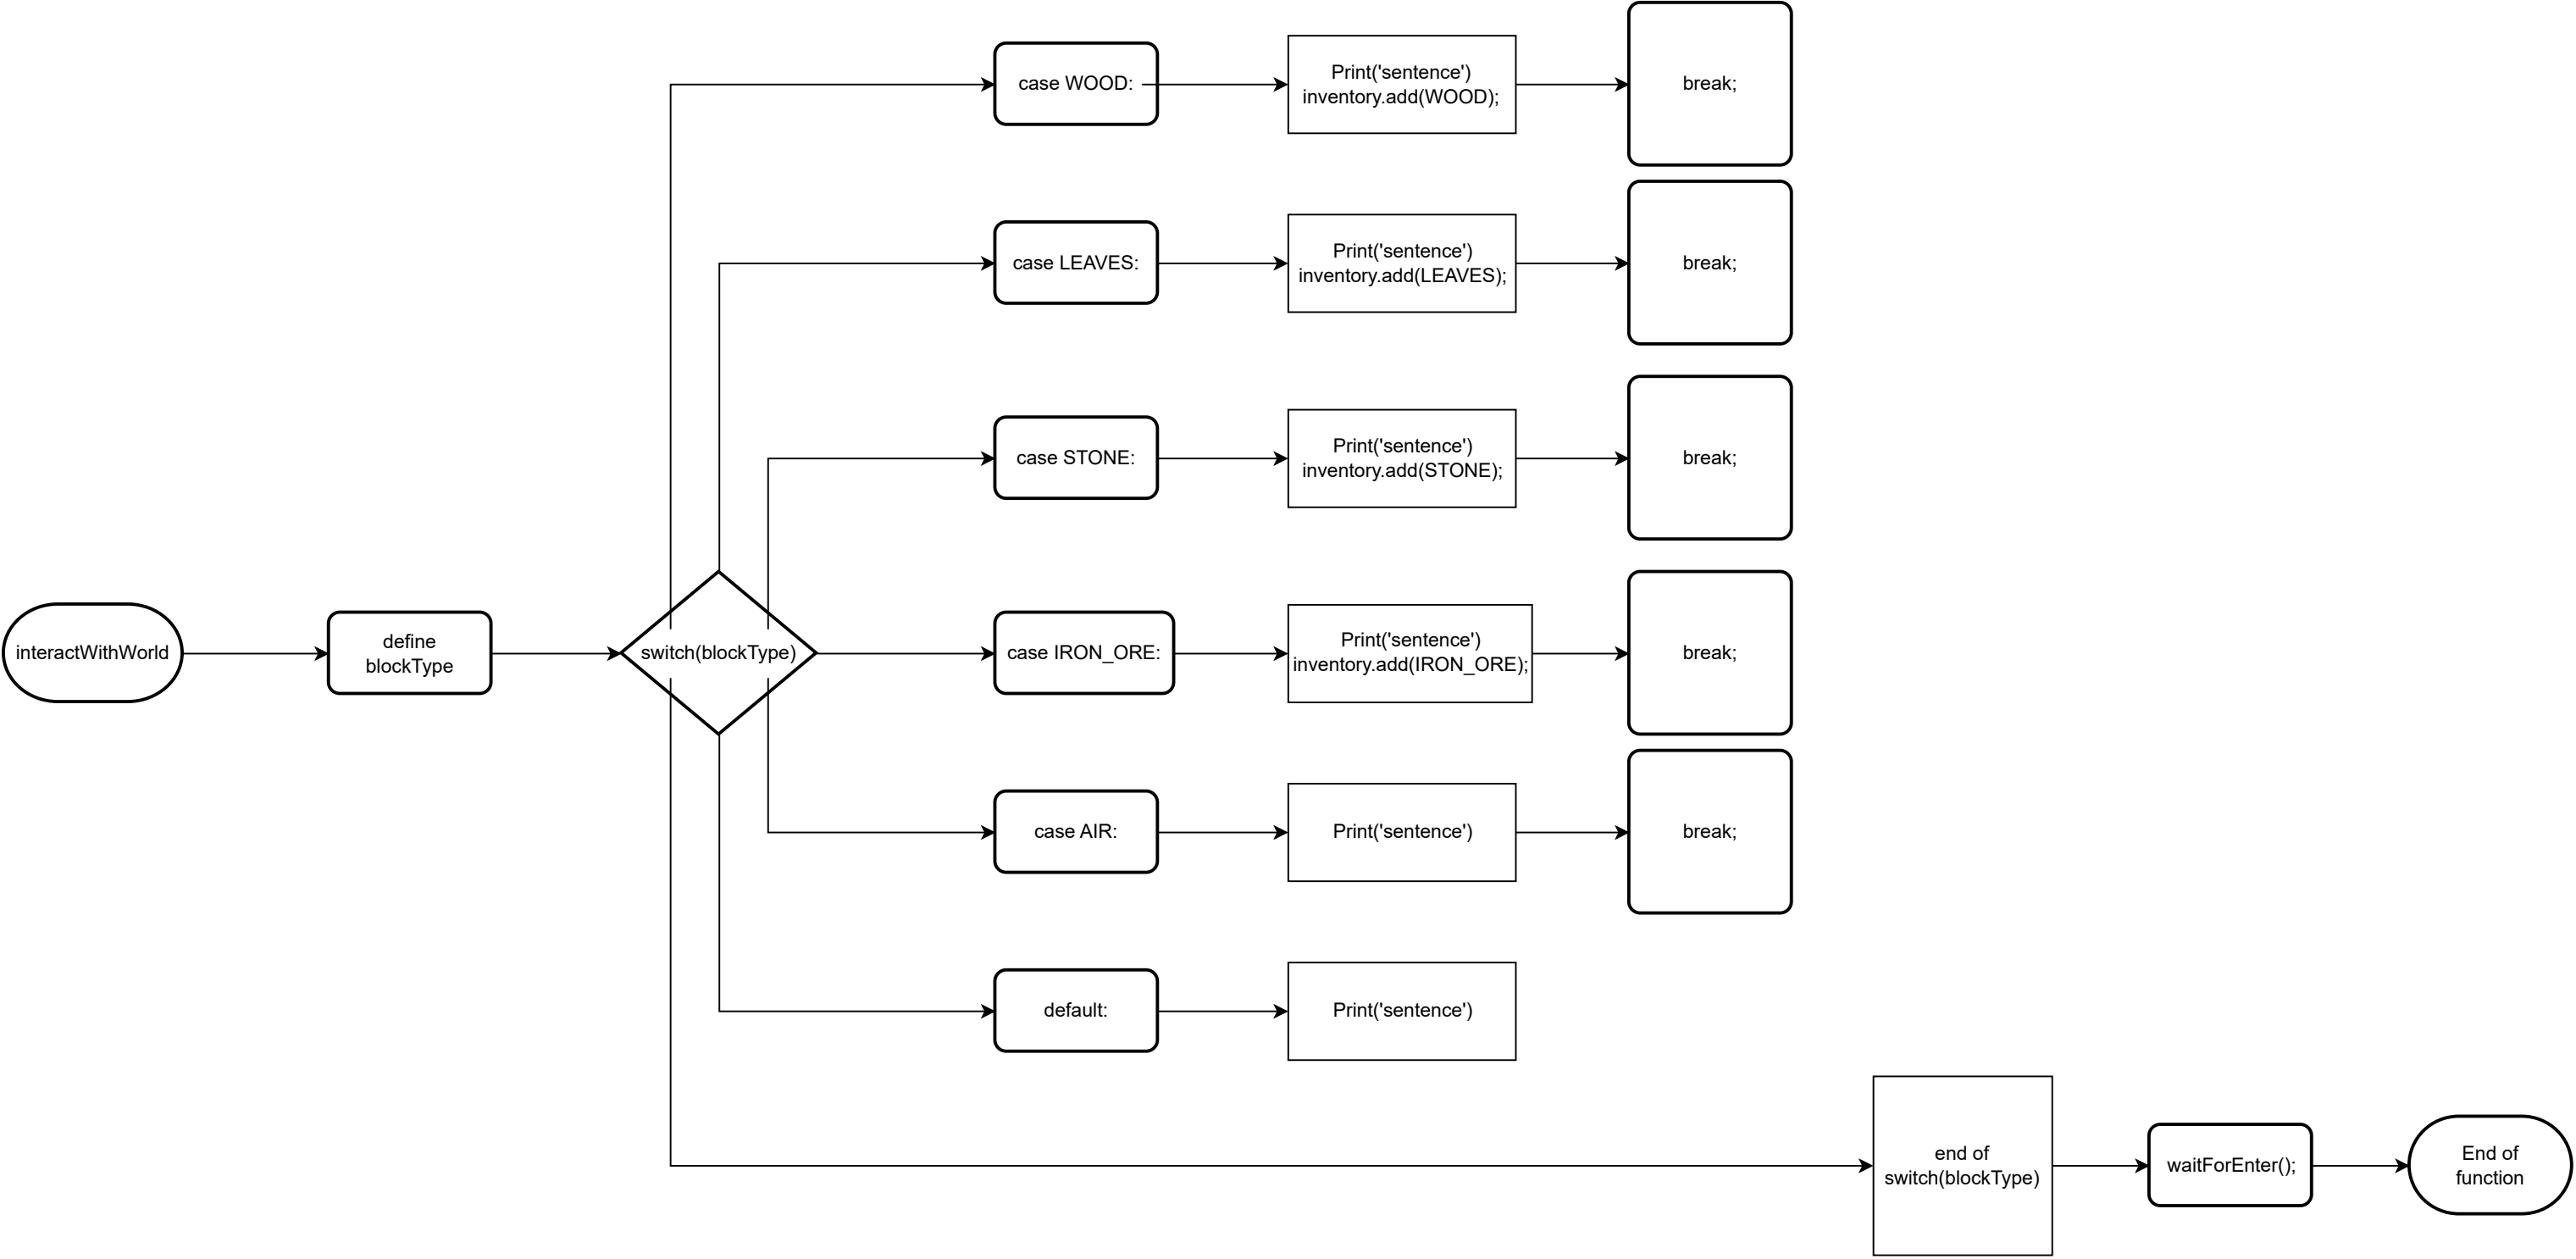 case WOOD:
Print('sentence')
inventory.add(WOOD);
break;
case LEAVES:
Print('sentence')
inventory.add(LEAVES);
break;
case STONE:
Print('sentence')
inventory.add(STONE);
break;
interactWithWorld
define
blockType
switch(blockType)
case IRON_ORE:
Print('sentence')
inventory.add(IRON_ORE);
break;
case AIR:
Print('sentence')
break;
default:
Print('sentence')
end of
switch(blockType)
waitForEnter();
End of
function